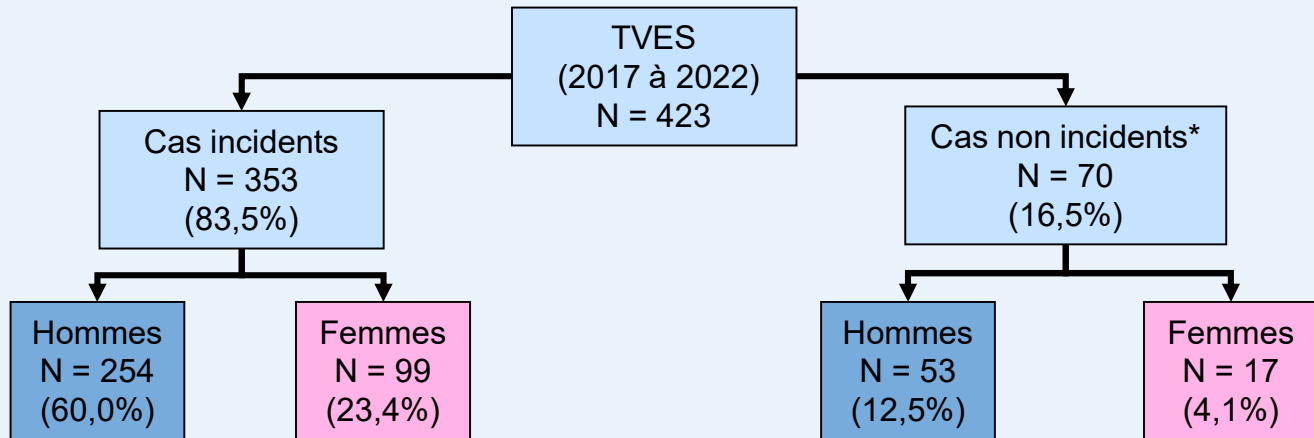 TVES
(2017 à 2022)
N = 423
Cas incidents
N = 353
(83,5%)
Cas non incidents*
N = 70
(16,5%)
Hommes
N = 254
(60,0%)
Femmes
N = 99
(23,4%)
Hommes
N = 53
(12,5%)
Femmes
N = 17
(4,1%)